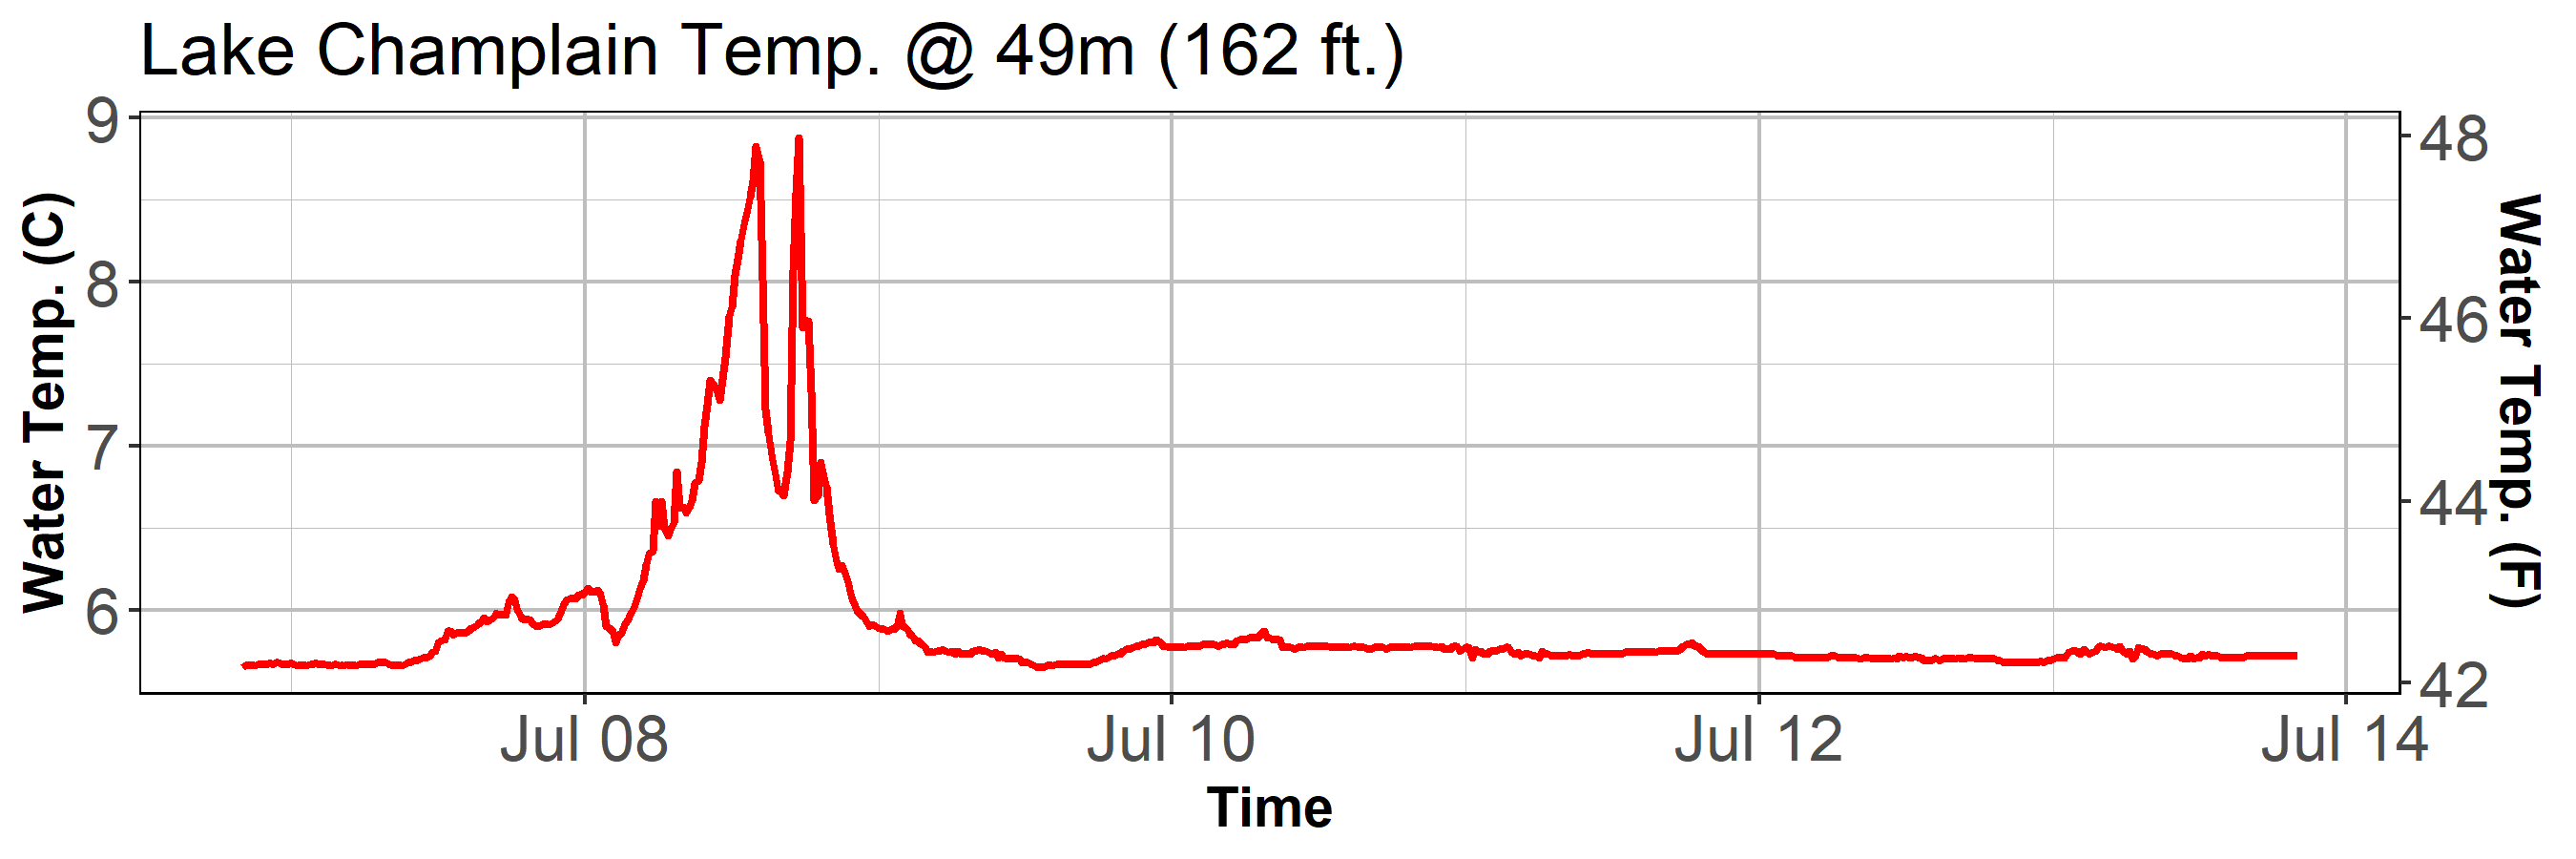 Lake Champlain Temp. @ 49m (162 ft.)
Water Temp. (C)
9
8
7
6
48
46
44
42
Water Temp. (F)
Jul 08
Jul 10
Jul 12
Jul 14
Time